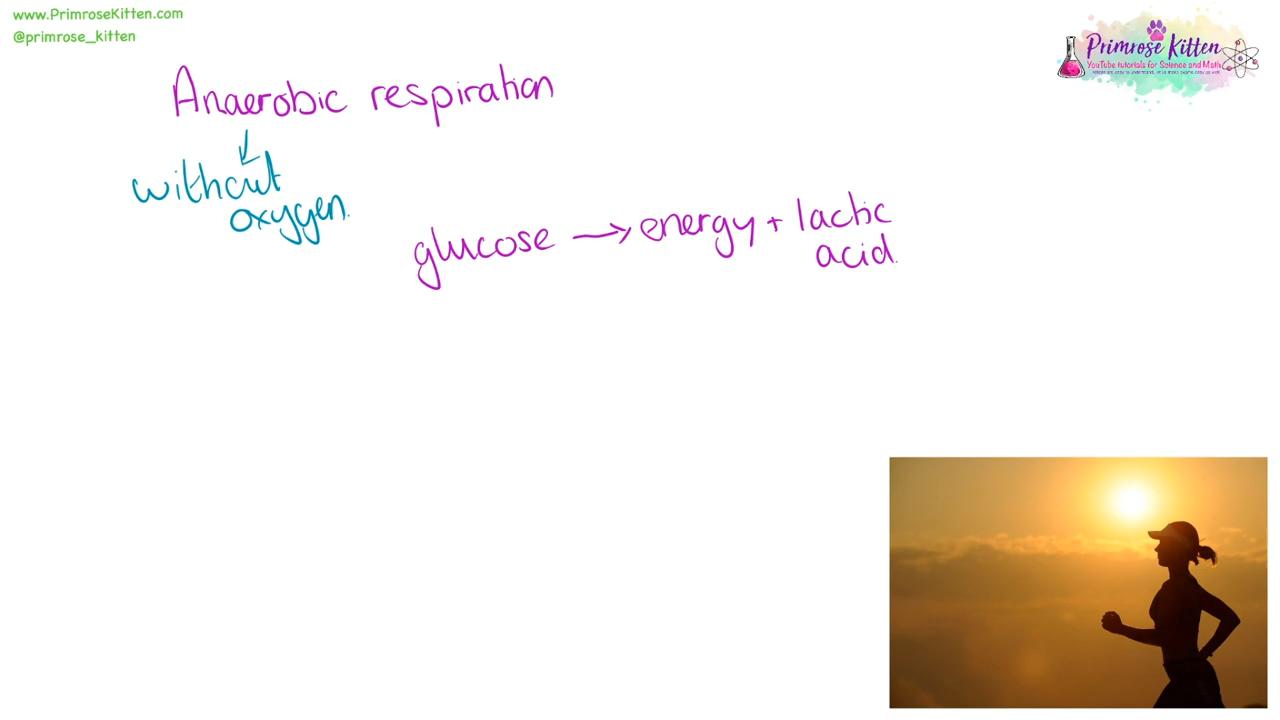 www.PrimroseKitten.com
@primrose_kitten
Primrose Kitten
YouTube tutorials for Science and Math
Anaerobic respiration
without
oxygen.
glucose → energy + lactic
acid.